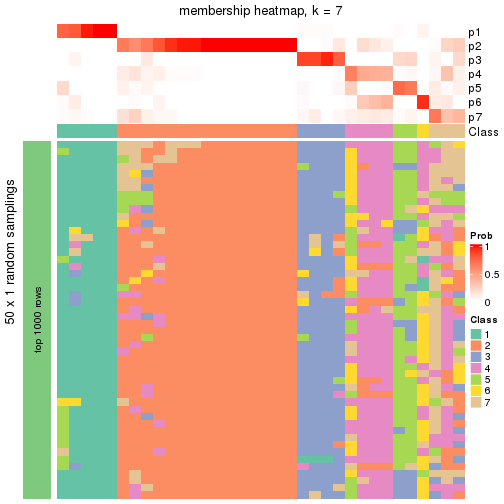 membership heatmap, k = 7
p1
p2
p3
p4
p5
p6
p7
Class
50 x 1 random samplings
top 1000 rows
Prob
1
0.5
0
Class
1
2
3
4
5
6
7